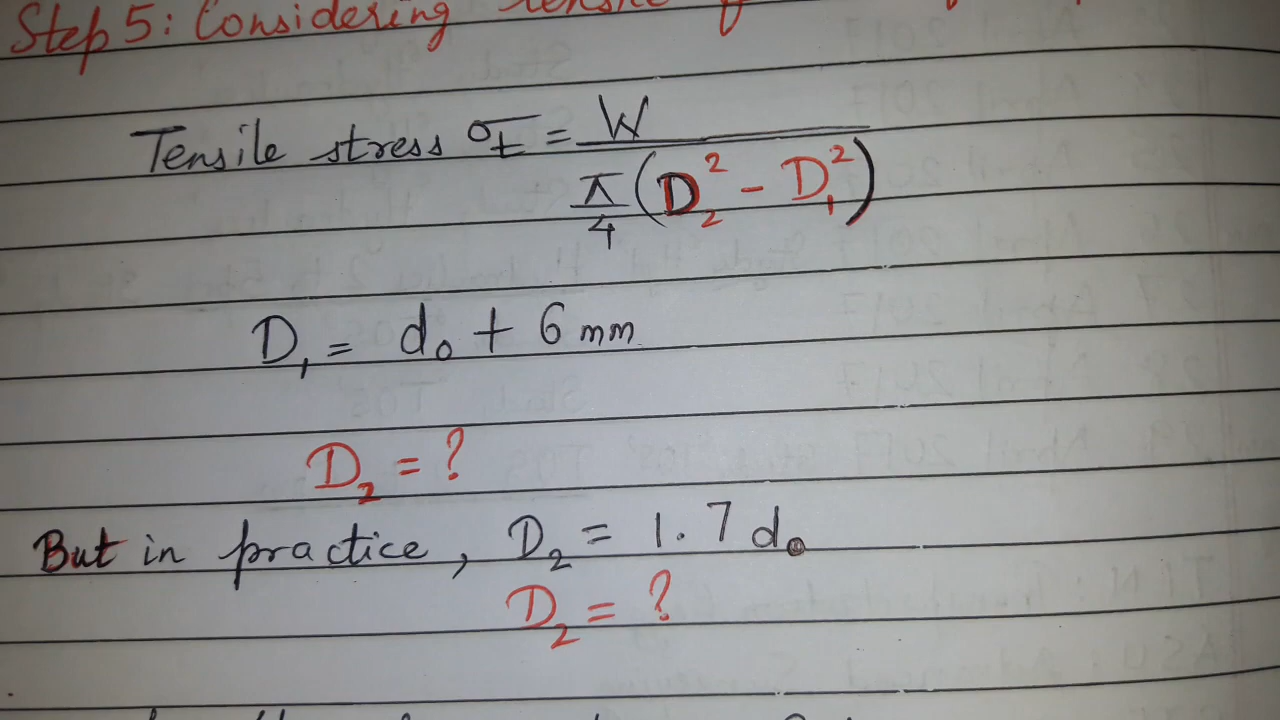 Step 5: Considering tensile
Tensile stress σt = W / π/4 (D₂² - D₁²)
D₁ = d₀ + 6 mm
D₂ = ?
But in practice, D₂ = 1.7 d₀
D₂ = ?